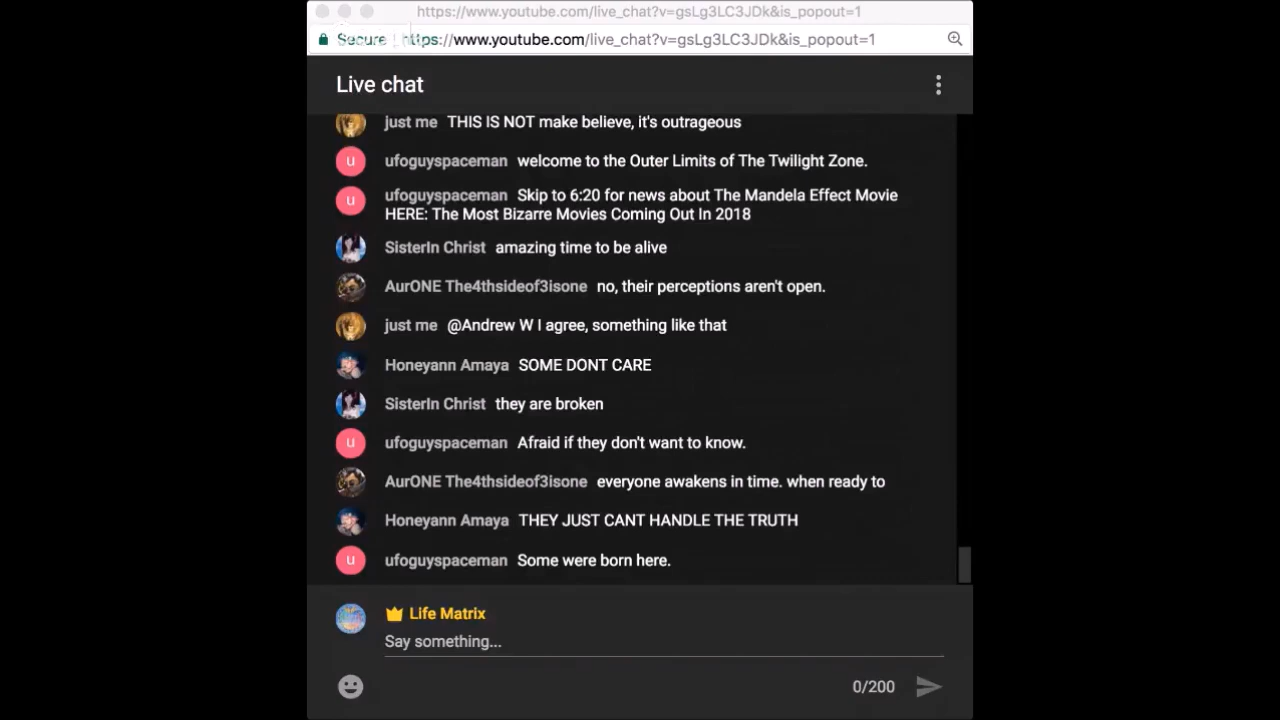 https://www.youtube.com/live_chat?v=gsLg3LC3JDk&is_popout=1
Secure https://www.youtube.com/live_chat?v=gsLg3LC3JDk&is_popout=1
Live chat
just me THIS IS NOT make believe, it's outrageous
u ufoguyspaceman welcome to the Outer Limits of The Twilight Zone.
u ufoguyspaceman Skip to 6:20 for news about The Mandela Effect Movie
HERE: The Most Bizarre Movies Coming Out In 2018
SisterIn Christ amazing time to be alive
AurONE The4thsideof3isone no, their perceptions aren't open.
just me @Andrew W I agree, something like that
Honeyann Amaya SOME DONT CARE
SisterIn Christ they are broken
u ufoguyspaceman Afraid if they don't want to know.
AurONE The4thsideof3isone everyone awakens in time. when ready to
Honeyann Amaya THEY JUST CANT HANDLE THE TRUTH
u ufoguyspaceman Some were born here.
Life Matrix
Say something...
0/200